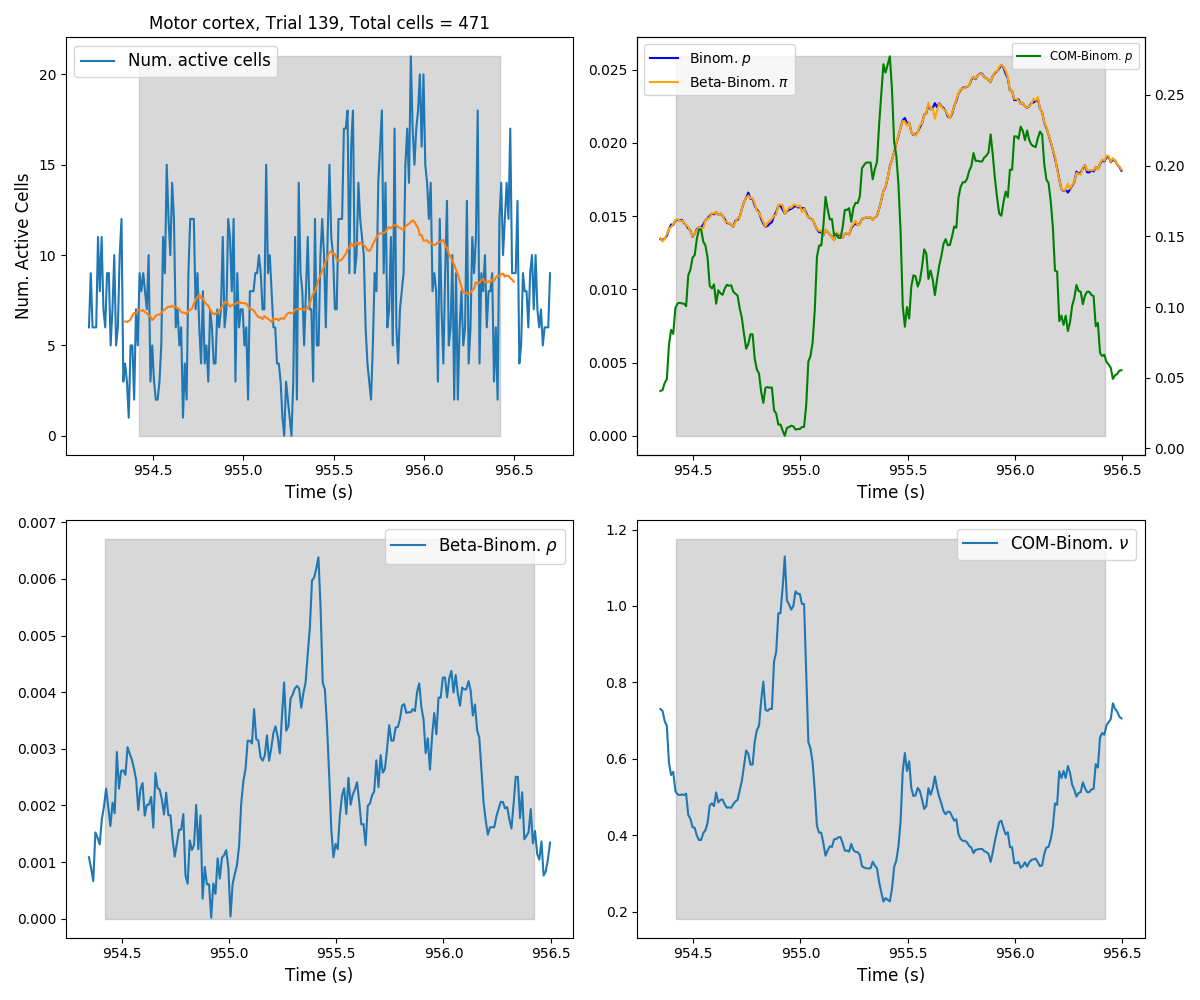 Motor cortex, Trial 139, Total cells = 471
Num. active cells
Num. Active Cells
20
15
10
5
0
954.5 955.0 955.5 956.0 956.5
Time (s)
Binom. p
Beta-Binom. π
COM-Binom. p
0.025
0.020
0.015
0.010
0.005
0.000
0.25
0.20
0.15
0.10
0.05
0.00
954.5 955.0 955.5 956.0 956.5
Time (s)
Beta-Binom. ρ
0.007
0.006
0.005
0.004
0.003
0.002
0.001
0.000
954.5 955.0 955.5 956.0 956.5
Time (s)
COM-Binom. ν
1.2
1.0
0.8
0.6
0.4
0.2
954.5 955.0 955.5 956.0 956.5
Time (s)